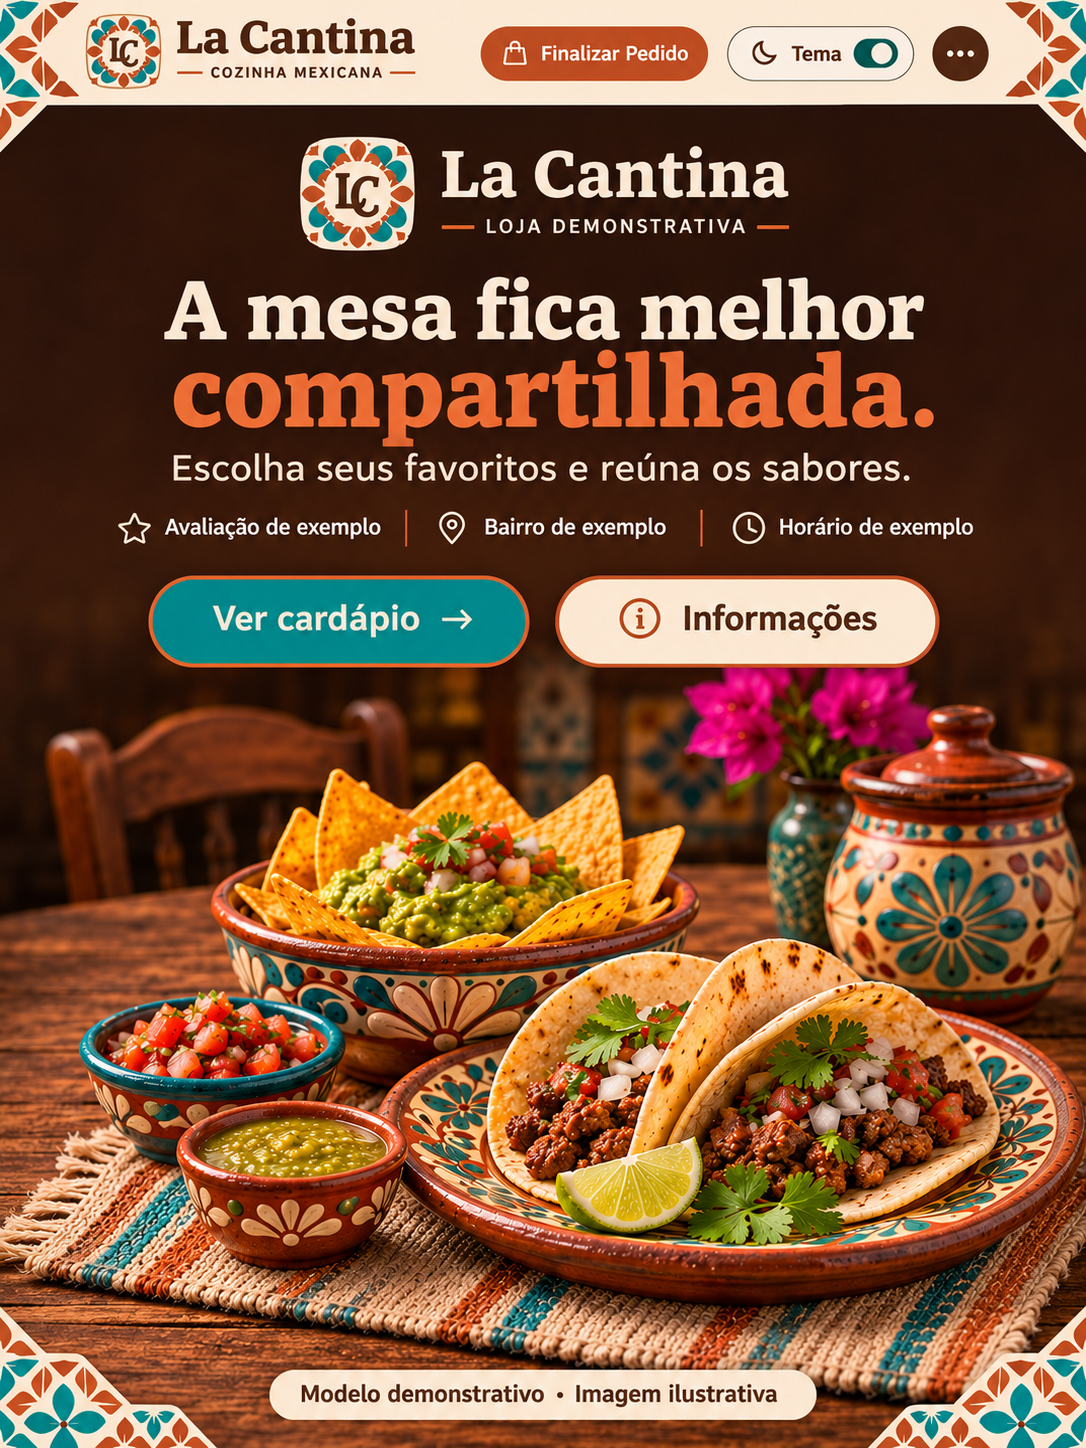 LC
La Cantina
COZINHA MEXICANA
Finalizar Pedido
Tema
LC
La Cantina
LOJA DEMONSTRATIVA
A mesa fica melhor
compartilhada.
Escolha seus favoritos e reúna os sabores.
Avaliação de exemplo
Bairro de exemplo
Horário de exemplo
Ver cardápio →
Informações
Modelo demonstrativo • Imagem ilustrativa